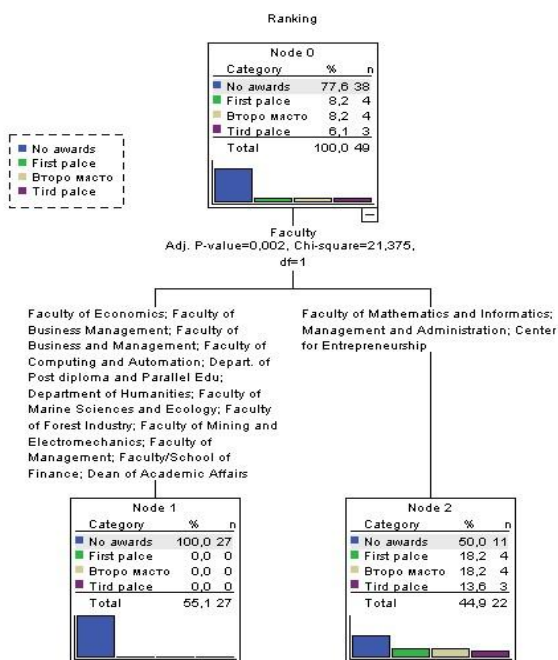 Ranking
Node 0
Category % n
No awards 77,6 38
First palce 8,2 4
Второ място 8,2 4
Tird palce 6,1 3
Total 100,0 49
No awards
First palce
Второ място
Tird palce
Faculty
Adj. P-value=0,002, Chi-square=21,375,
df=1
Faculty of Economics; Faculty of
Business Management; Faculty of
Business and Management; Faculty of
Computing and Automation; Depart. of
Post diploma and Parallel Edu;
Department of Humanities; Faculty of
Marine Sciences and Ecology; Faculty
of Forest Industry; Faculty of Mining and
Electromechanics; Faculty of
Management; Faculty/School of
Finance; Dean of Academic Affairs
Faculty of Mathematics and Informatics;
Management and Administration; Center
for Entrepreneurship
Node 1
Category % n
No awards 100,0 27
First palce 0,0 0
Второ място 0,0 0
Tird palce 0,0 0
Total 55,1 27
Node 2
Category % n
No awards 50,0 11
First palce 18,2 4
Второ място 18,2 4
Tird palce 13,6 3
Total 44,9 22